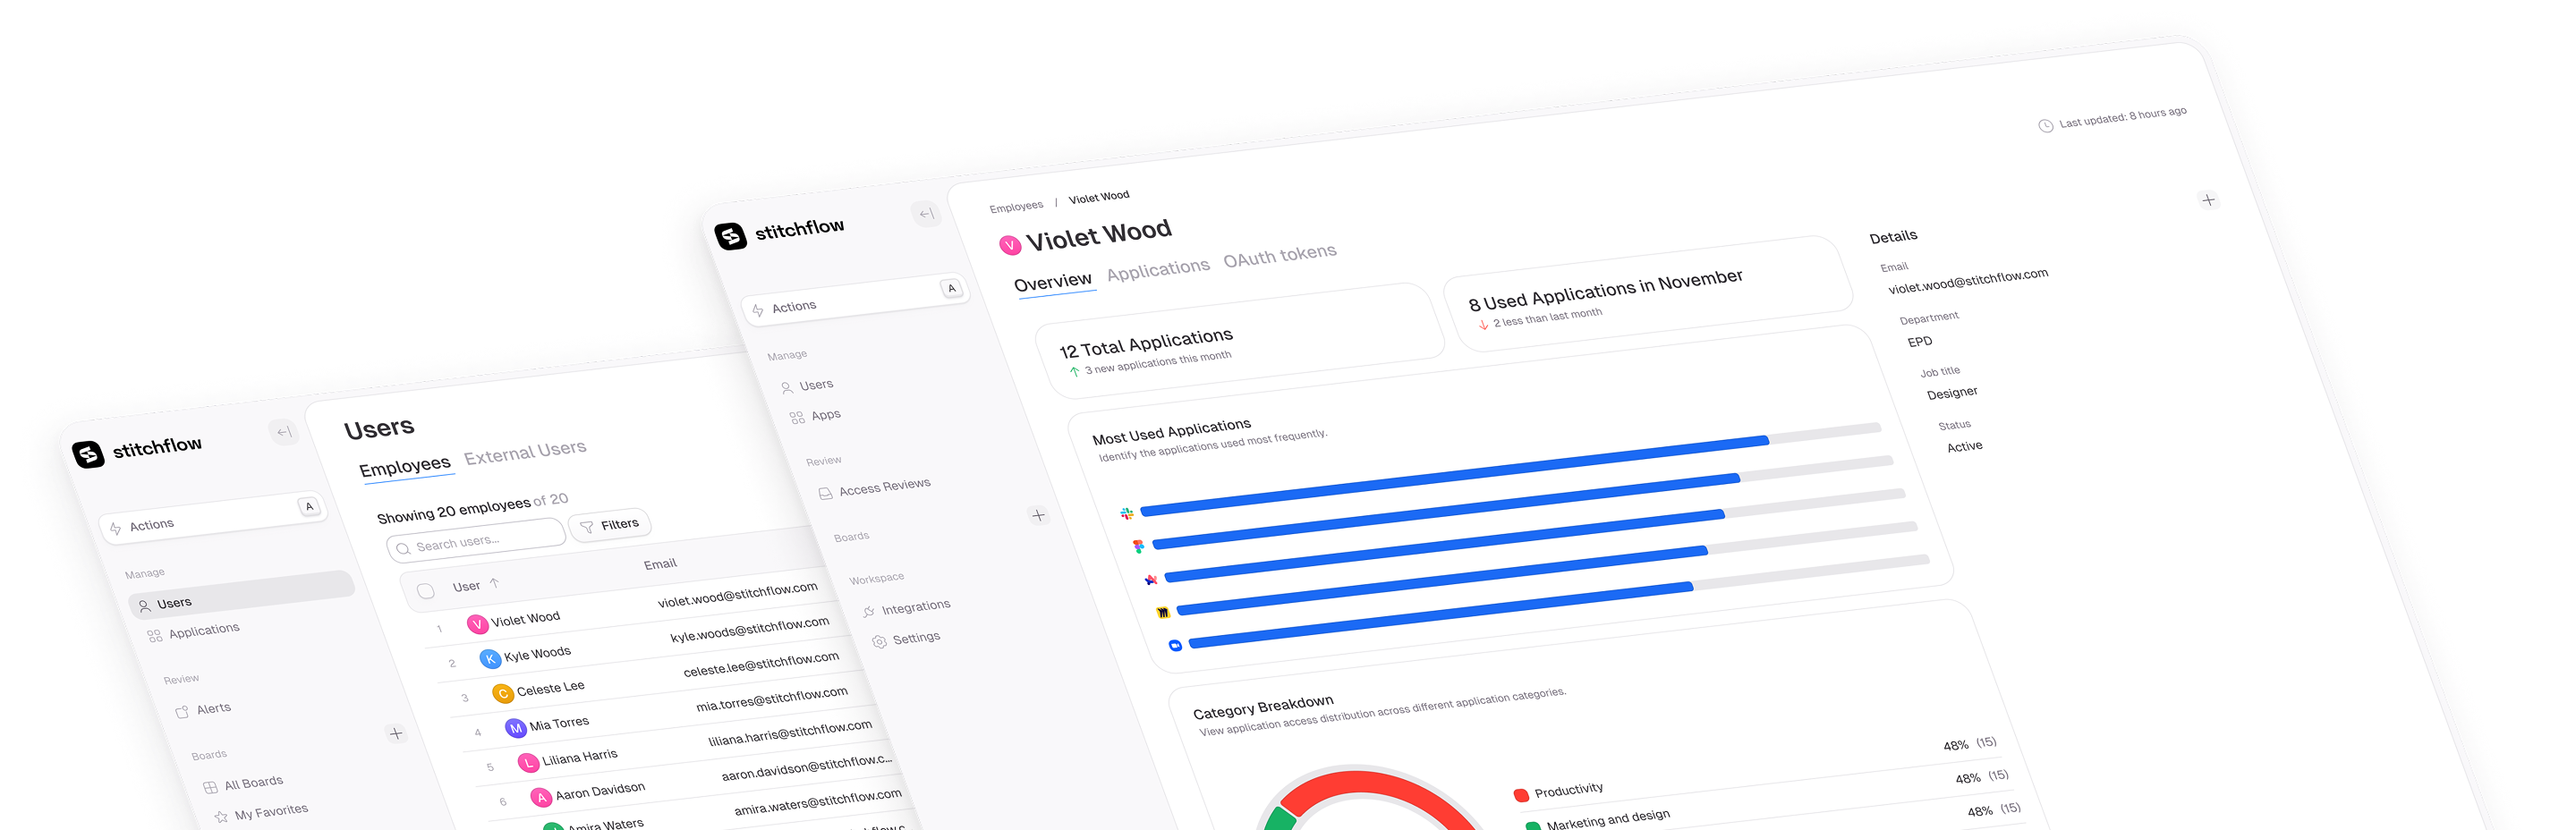 stitchflow
Actions
A
Manage
Users
Applications
Review
Alerts
Boards
All Boards
My Favorites
Users
Employees
External Users
Showing 20 employees of 20
Search users...
Filters
User
Email
1 Violet Wood violet.wood@stitchflow.com
2 Kyle Woods kyle.woods@stitchflow.com
3 Celeste Lee celeste.lee@stitchflow.com
4 Mia Torres mia.torres@stitchflow.com
5 Liliana Harris liliana.harris@stitchflow.com
6 Aaron Davidson aaron.davidson@stitchflow.c...
Amira Waters amira.waters@stitchflow.com
stitchflow
Actions
A
Manage
Users
Apps
Review
Access Reviews
Boards
Workspace
Integrations
Settings
Employees / Violet Wood
V Violet Wood
Overview
Applications
OAuth tokens
Last updated: 8 hours ago
12 Total Applications
3 new applications this month
8 Used Applications in November
2 less than last month
Most Used Applications
Identify the applications used most frequently.
Category Breakdown
View application access distribution across different application categories.
Productivity 48% (15)
Marketing and design 48% (15)
48% (15)
Details
Email
violet.wood@stitchflow.com
Department
EPD
Job title
Designer
Status
Active